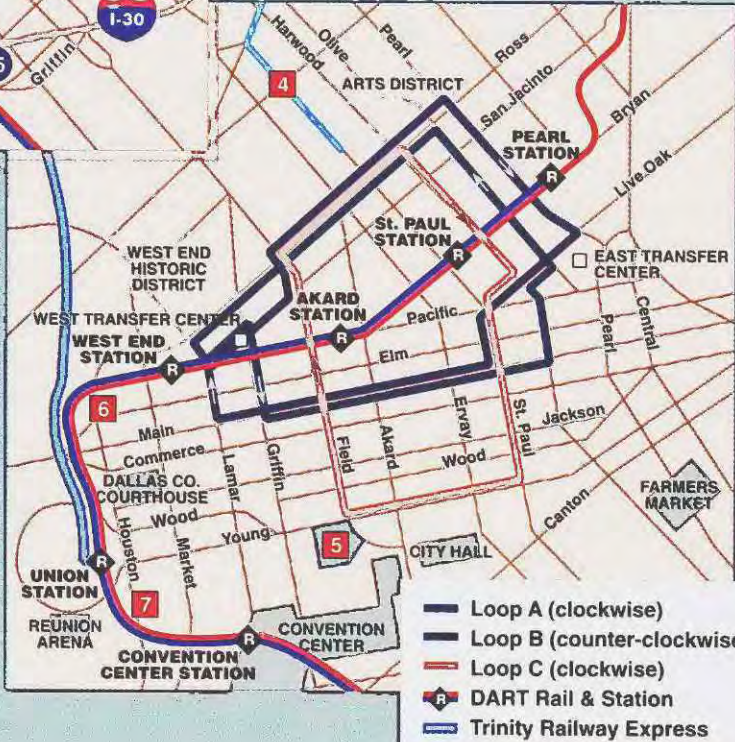 I-30
Griffin
5
Harwood
Olive
Pearl
Ross
4
ARTS DISTRICT
San Jacinto
Bryan
PEARL
STATION
R
Live Oak
St. PAUL
STATION
R
WEST END
HISTORIC
DISTRICT
EAST TRANSFER
CENTER
AKARD
STATION
R
Pacific
WEST TRANSFER CENTER
WEST END
STATION
R
Elm
Pearl
Central
6
Main
Commerce
Lamar
Griffin
Field
Akard
Ervay
St. Paul
Jackson
Wood
DALLAS CO.
COURTHOUSE
Wood
Houston
Market
Young
5
CITY HALL
Canton
FARMERS
MARKET
UNION
STATION
R
7
REUNION
ARENA
R
CONVENTION
CENTER
CONVENTION
CENTER STATION
Loop A (clockwise)
Loop B (counter-clockwise
Loop C (clockwise)
R DART Rail & Station
Trinity Railway Express